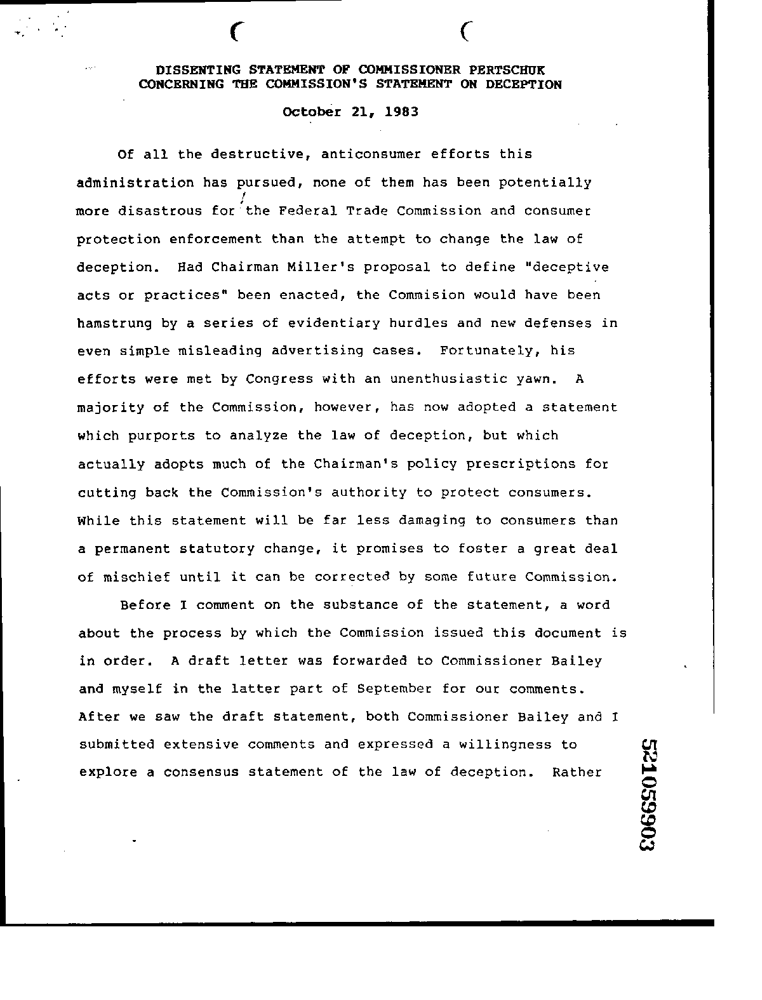 DISSENTING STATEMENT OF COMMISSIONER PERTSCHUK
CONCERNING THE COMMISSION'S STATEMENT ON DECEPTION
October 21, 1983
Of all the destructive, anticonsumer efforts this
administration has pursued, none of them has been potentially
more disastrous for the Federal Trade Commission and consumer
protection enforcement than the attempt to change the law of
deception. Had Chairman Miller's proposal to define "deceptive
acts or practices" been enacted, the Commision would have been
hamstrung by a series of evidentiary hurdles and new defenses in
even simple misleading advertising cases. Fortunately, his
efforts were met by Congress with an unenthusiastic yawn. A
majority of the Commission, however, has now adopted a statement
which purports to analyze the law of deception, but which
actually adopts much of the Chairman's policy prescriptions for
cutting back the Commission's authority to protect consumers.
While this statement will be far less damaging to consumers than
a permanent statutory change, it promises to foster a great deal
of mischief until it can be corrected by some future Commission.
Before I comment on the substance of the statement, a word
about the process by which the Commission issued this document is
in order. A draft letter was forwarded to Commissioner Bailey
and myself in the latter part of September for our comments.
After we saw the draft statement, both Commissioner Bailey and I
submitted extensive comments and expressed a willingness to
explore a consensus statement of the law of deception. Rather
521059903